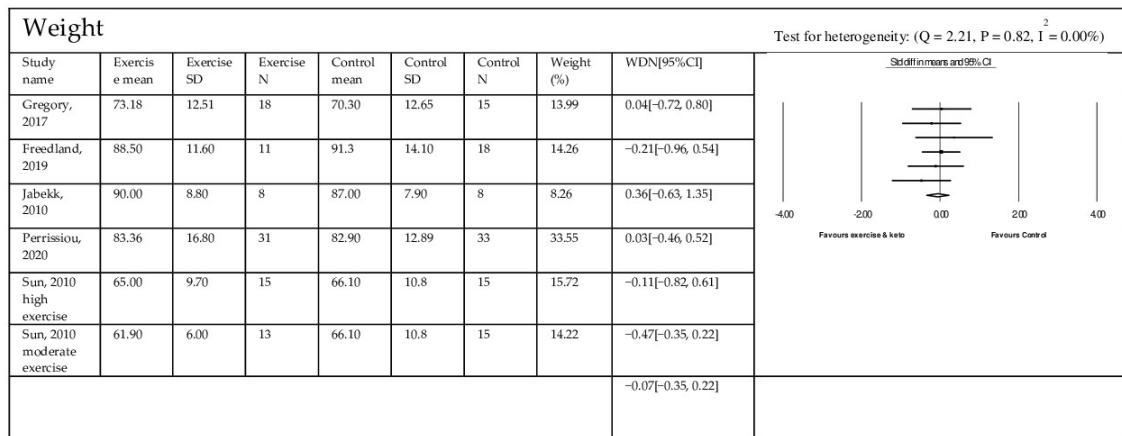 Weight
Test for heterogeneity: (Q = 2.21, P = 0.82, I² = 0.00%)
Study name Exercis e mean Exercise SD Exercise N Control mean Control SD Control N Weight (%) WDN[95%CI] Std diff in means and 95% CI
Gregory, 2017 73.18 12.51 18 70.30 12.65 15 13.99 0.04[−0.72, 0.80]
Freedland, 2019 88.50 11.60 11 91.3 14.10 18 14.26 −0.21[−0.96, 0.54]
Jabekk, 2010 90.00 8.80 8 87.00 7.90 8 8.26 0.36[−0.63, 1.35]
Perrissiou, 2020 83.36 16.80 31 82.90 12.89 33 33.55 0.03[−0.46, 0.52]
Sun, 2010 high exercise 65.00 9.70 15 66.10 10.8 15 15.72 −0.11[−0.82, 0.61]
Sun, 2010 moderate exercise 61.90 6.00 13 66.10 10.8 15 14.22 −0.47[−0.35, 0.22]
−0.07[−0.35, 0.22]
-4.00 -2.00 0.00 2.00 4.00
Favours exercise & keto Favours Control